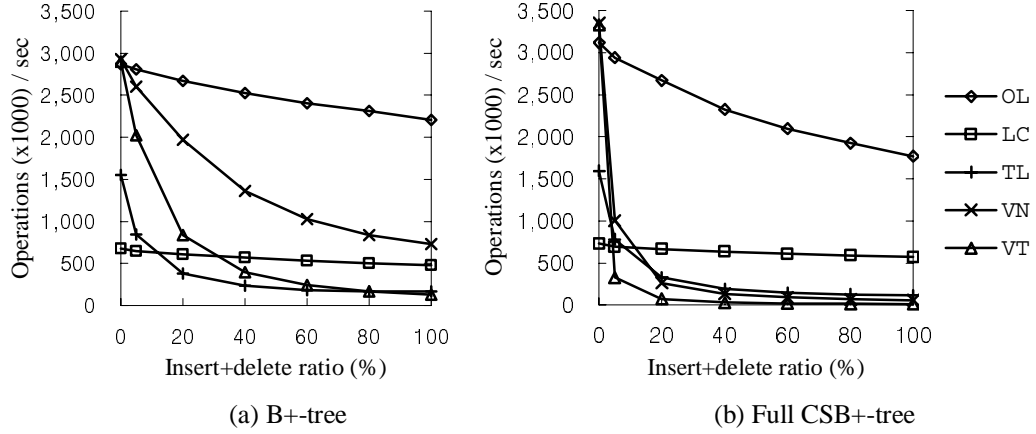 3,500
3,000
2,500
2,000
1,500
1,000
500
0
Operations (x1000) / sec
0 20 40 60 80 100
Insert+delete ratio (%)
(a) B+-tree
3,500
3,000
2,500
2,000
1,500
1,000
500
0
Operations (x1000) / sec
0 20 40 60 80 100
Insert+delete ratio (%)
(b) Full CSB+-tree
OL
LC
TL
VN
VT